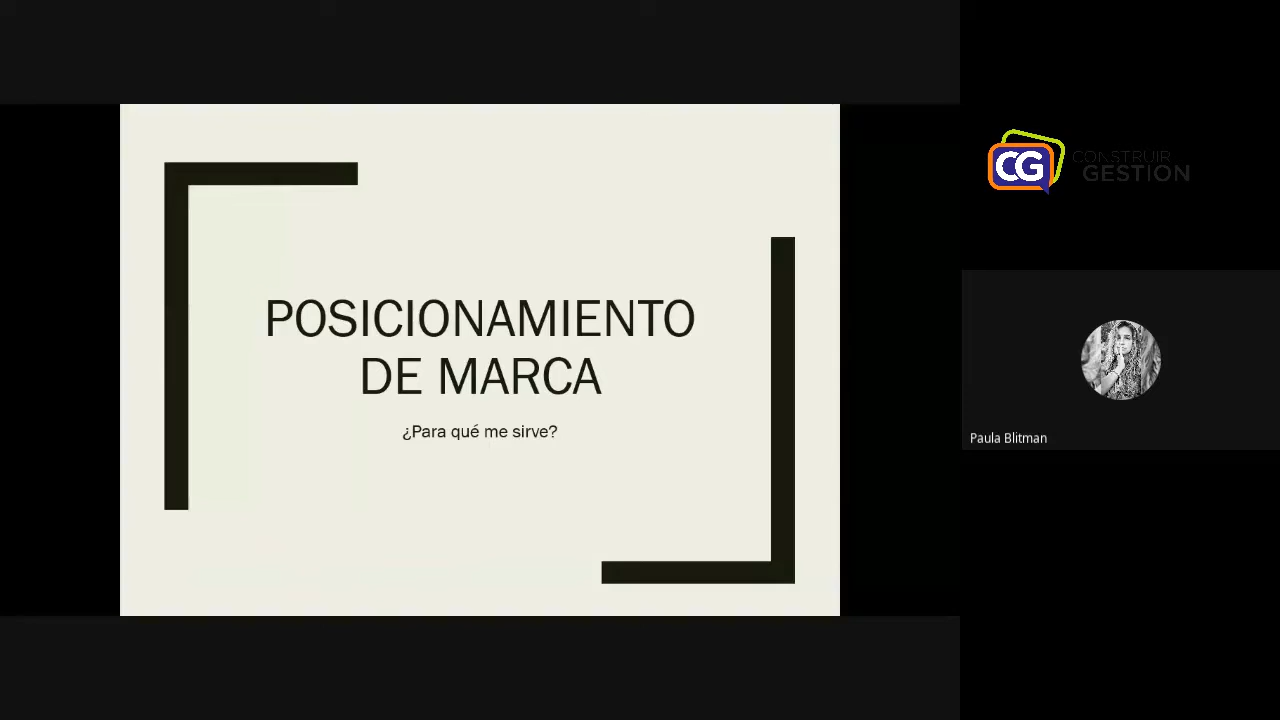 POSICIONAMIENTO
DE MARCA
¿Para qué me sirve?
CG
CONSTRUIR
GESTION
Paula Blitman